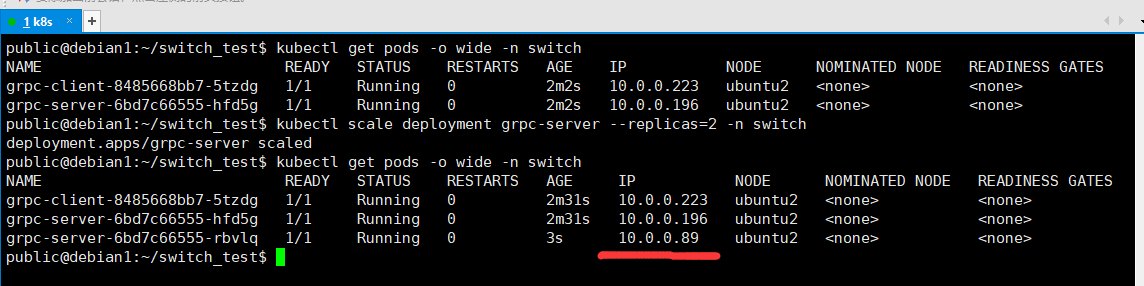 1 k8s
public@debian1:~/switch_test$ kubectl get pods -o wide -n switch
NAME READY STATUS RESTARTS AGE IP NODE NOMINATED NODE READINESS GATES
grpc-client-8485668bb7-5tzdg 1/1 Running 0 2m2s 10.0.0.223 ubuntu2 <none> <none>
grpc-server-6bd7c66555-hfd5g 1/1 Running 0 2m2s 10.0.0.196 ubuntu2 <none> <none>
public@debian1:~/switch_test$ kubectl scale deployment grpc-server --replicas=2 -n switch
deployment.apps/grpc-server scaled
public@debian1:~/switch_test$ kubectl get pods -o wide -n switch
NAME READY STATUS RESTARTS AGE IP NODE NOMINATED NODE READINESS GATES
grpc-client-8485668bb7-5tzdg 1/1 Running 0 2m31s 10.0.0.223 ubuntu2 <none> <none>
grpc-server-6bd7c66555-hfd5g 1/1 Running 0 2m31s 10.0.0.196 ubuntu2 <none> <none>
grpc-server-6bd7c66555-rbvlq 1/1 Running 0 3s 10.0.0.89 ubuntu2 <none> <none>
public@debian1:~/switch_test$